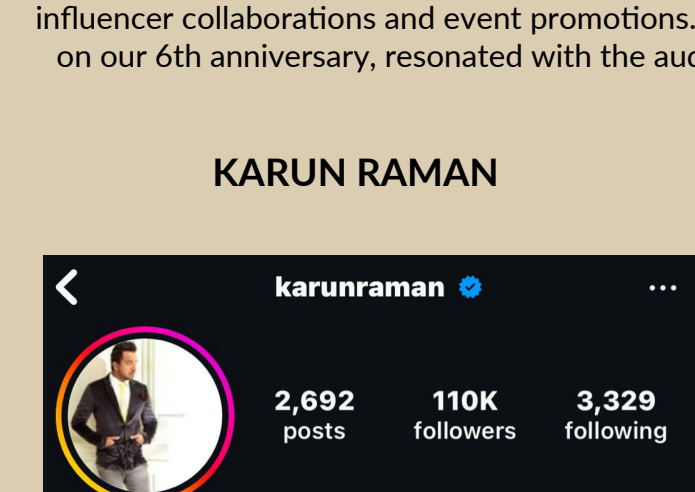 influencer collaborations and event promotions.
on our 6th anniversary, resonated with the
KARUN RAMAN
karunraman
2,692 110K 3,329
posts followers following